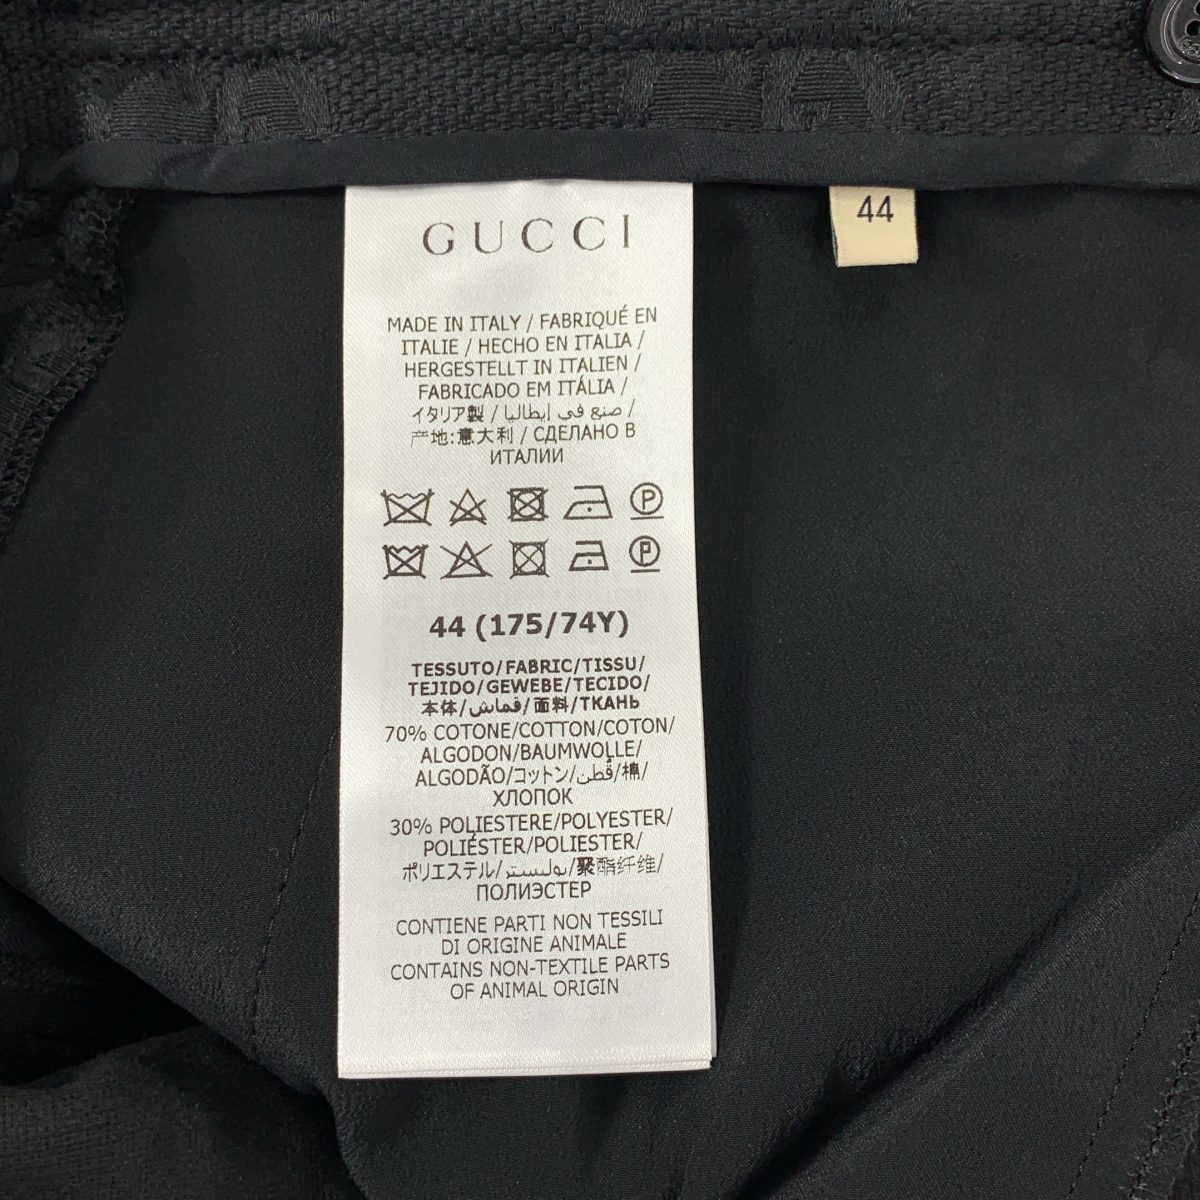 GUCCI
44
MADE IN ITALY / FABRIQUÉ EN
ITALIE / HECHO EN ITALIA /
HERGESTELLT IN ITALIEN /
FABRICADO EM ITÁLIA /
イタリア製 / صنع في إيطاليا /
产地:意大利 / СДЕЛАНО В
ИТАЛИИ
P
P
44 (175/74Y)
TESSUTO/FABRIC/TISSU/
TEJIDO/GEWEBE/TECIDO/
本体/قماش/面料/ТКАНЬ
70% COTONE/COTTON/COTON/
ALGODON/BAUMWOLLE/
ALGODÃO/コットン/قُطن/棉/
ХЛОПОК
30% POLIESTERE/POLYESTER/
POLIÉSTER/POLIESTER/
ポリエステル/بوليستر/聚酯纤维/
ПОЛИЭСТЕР
CONTIENE PARTI NON TESSILI
DI ORIGINE ANIMALE
CONTAINS NON-TEXTILE PARTS
OF ANIMAL ORIGIN